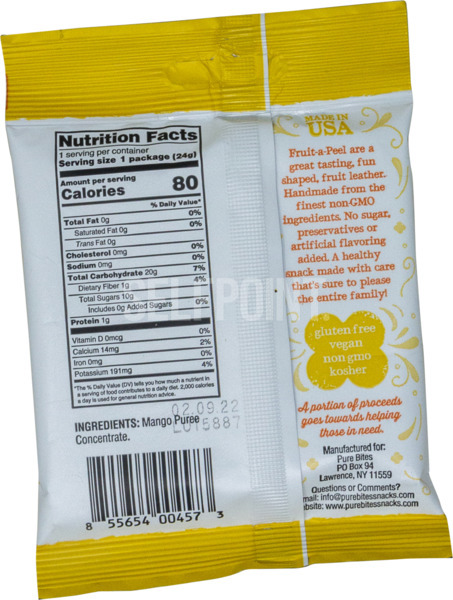 Nutrition Facts
1 serving per container
Serving size 1 package (24g)
Amount per serving
Calories 80
% Daily Value*
Total Fat 0g 0%
Saturated Fat 0g 0%
Trans Fat 0g
Cholesterol 0mg 0%
Sodium 0mg 0%
Total Carbohydrate 20g 7%
Dietary Fiber 1g 4%
Total Sugars 10g
Includes 0g Added Sugars 0%
Protein 1g
Vitamin D 0mcg 0%
Calcium 14mg 2%
Iron 0mg 0%
Potassium 191mg 4%
*The % Daily Value (DV) tells you how much a nutrient in
a serving of food contributes to a daily diet. 2,000 calories
a day is used for general nutrition advice.
02.09.22
LOT5887
INGREDIENTS: Mango Puree
Concentrate.
8 55654 00457 3
MADE IN
USA
Fruit-a-Peel are a
great tasting, fun
shaped, fruit leather.
Handmade from the
finest non-GMO
ingredients. No sugar,
preservatives or
artificial flavoring
added. A healthy
snack made with care
that's sure to please
the entire family!
gluten free
vegan
non gmo
kosher
A portion of proceeds
goes towards helping
those in need.
Manufactured for:
Pure Bites
PO Box 94
Lawrence, NY 11559
Questions or Comments?
email: info@purebitessnacks.com
website: www.purebitessnacks.com